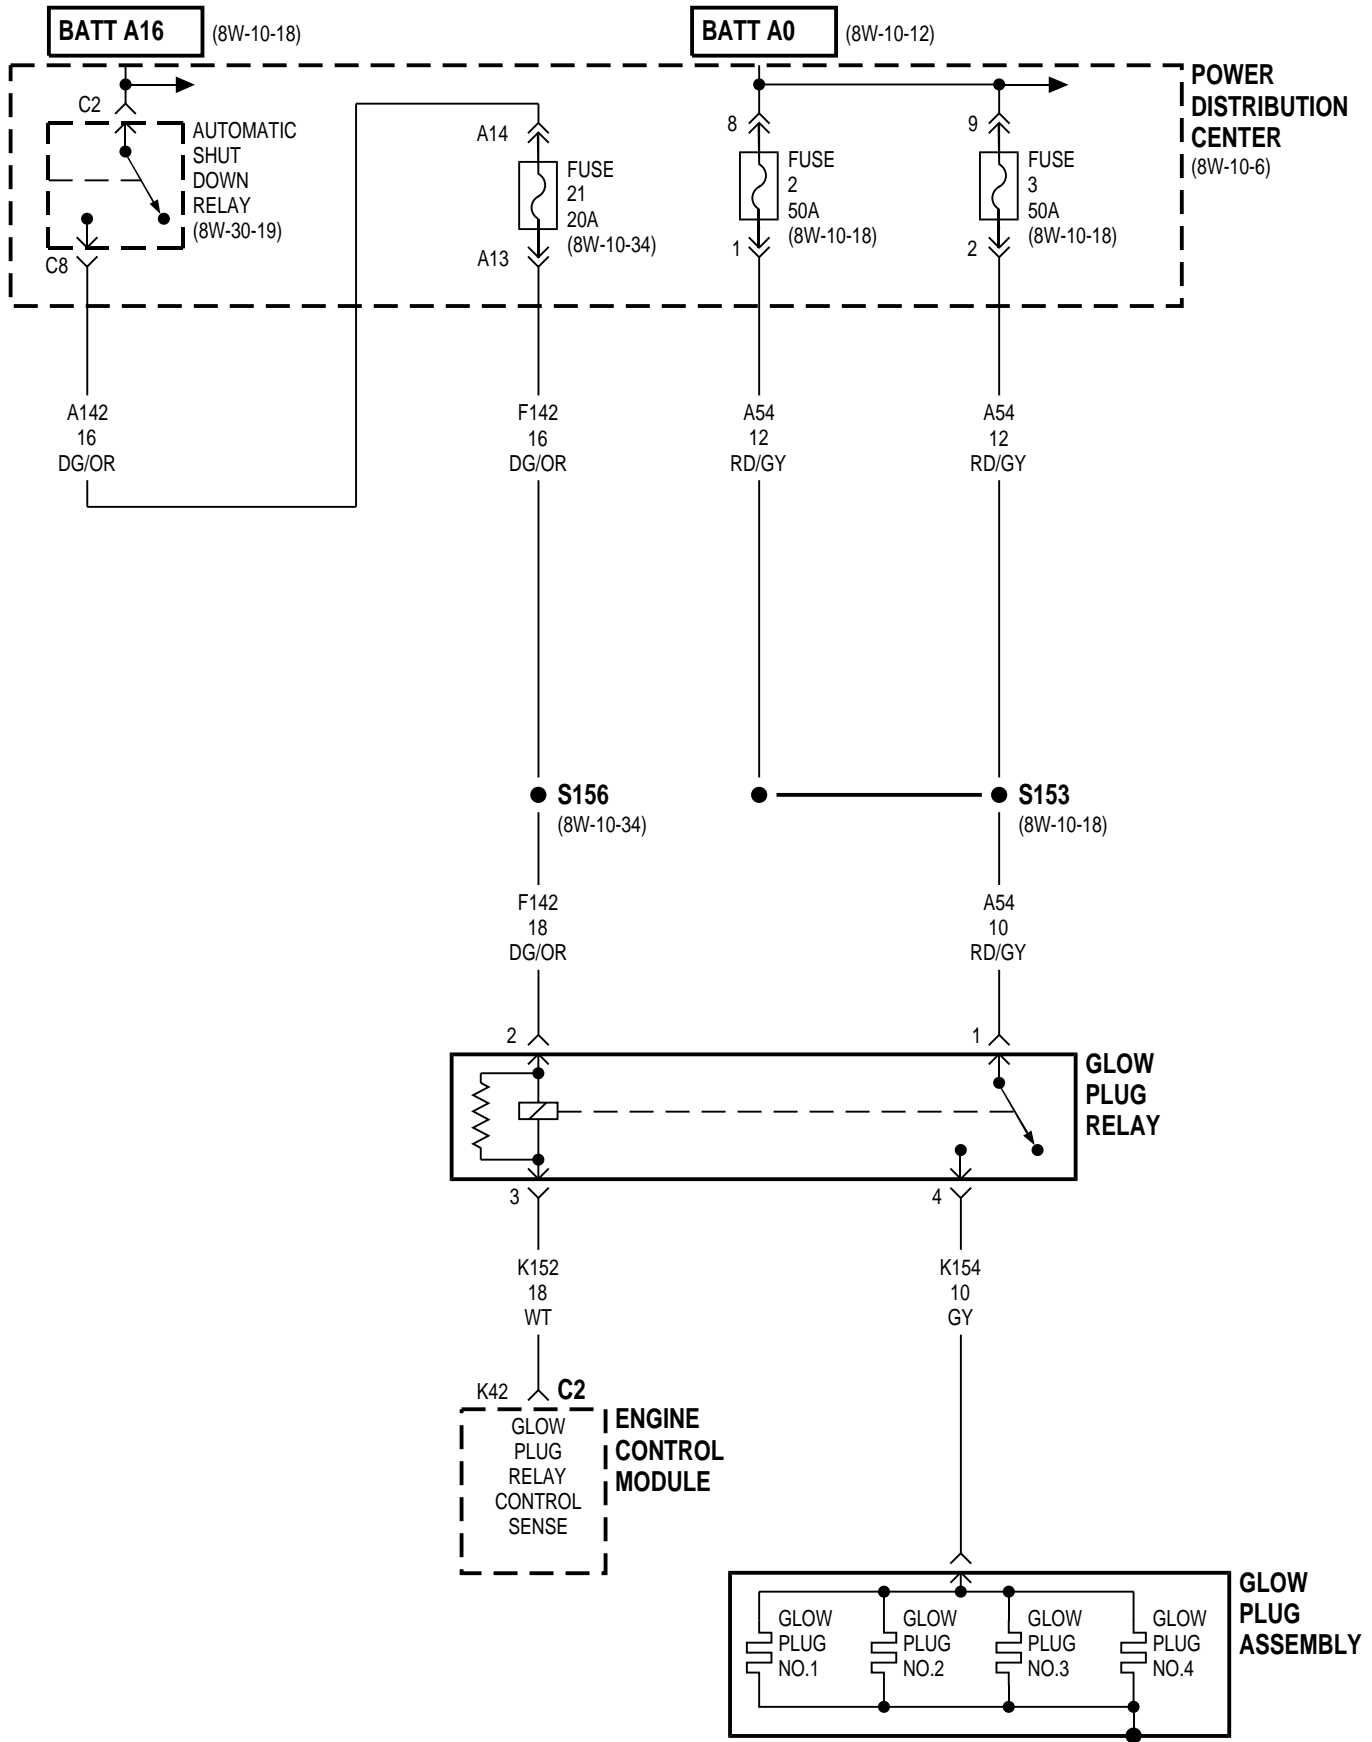 BATT A16 (8W-10-18)
BATT A0 (8W-10-12)
POWER
DISTRIBUTION
CENTER
(8W-10-6)
C2
AUTOMATIC
SHUT
DOWN
RELAY
(8W-30-19)
C8
A14
FUSE
21
20A
(8W-10-34)
A13
8
FUSE
2
50A
(8W-10-18)
1
9
FUSE
3
50A
(8W-10-18)
2
A142
16
DG/OR
F142
16
DG/OR
A54
12
RD/GY
A54
12
RD/GY
S156
(8W-10-34)
S153
(8W-10-18)
F142
18
DG/OR
A54
10
RD/GY
2
1
GLOW
PLUG
RELAY
3
4
K152
18
WT
K154
10
GY
K42 C2
GLOW
PLUG
RELAY
CONTROL
SENSE
ENGINE
CONTROL
MODULE
GLOW
PLUG
NO.1
GLOW
PLUG
NO.2
GLOW
PLUG
NO.3
GLOW
PLUG
NO.4
GLOW
PLUG
ASSEMBLY